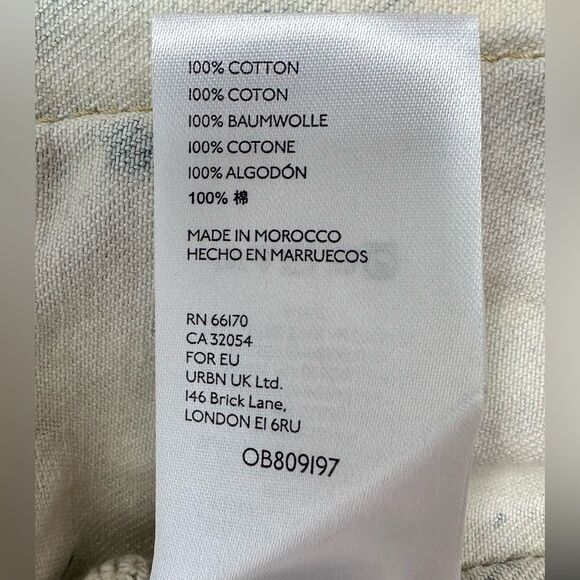 100% COTTON
100% COTON
100% BAUMWOLLE
100% COTONE
100% ALGODÓN
100% 棉
MADE IN MOROCCO
HECHO EN MARRUECOS
RN 66170
CA 32054
FOR EU
URBN UK Ltd.
146 Brick Lane,
LONDON E1 6RU
OB809197